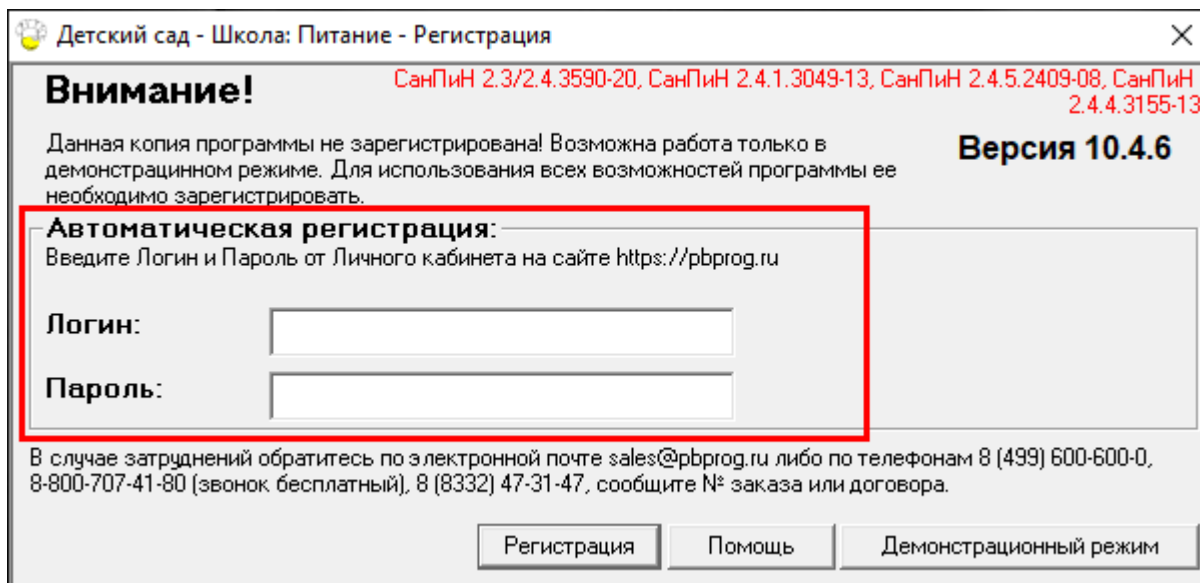 Детский сад - Школа: Питание - Регистрация
Внимание!
СанПиН 2.3/2.4.3590-20, СанПиН 2.4.1.3049-13, СанПиН 2.4.5.2409-08, СанПиН
2.4.4.3155-13
Данная копия программы не зарегистрирована! Возможна работа только в
демонстрацинном режиме. Для использования всех возможностей программы ее
необходимо зарегистрировать.
Версия 10.4.6
Автоматическая регистрация:
Введите Логин и Пароль от Личного кабинета на сайте https://pbprog.ru
Логин:
Пароль:
В случае затруднений обратитесь по электронной почте sales@pbprog.ru либо по телефонам 8 (499) 600-600-0,
8-800-707-41-80 (звонок бесплатный), 8 (8332) 47-31-47, сообщите № заказа или договора.
Регистрация
Помощь
Демонстрационный режим